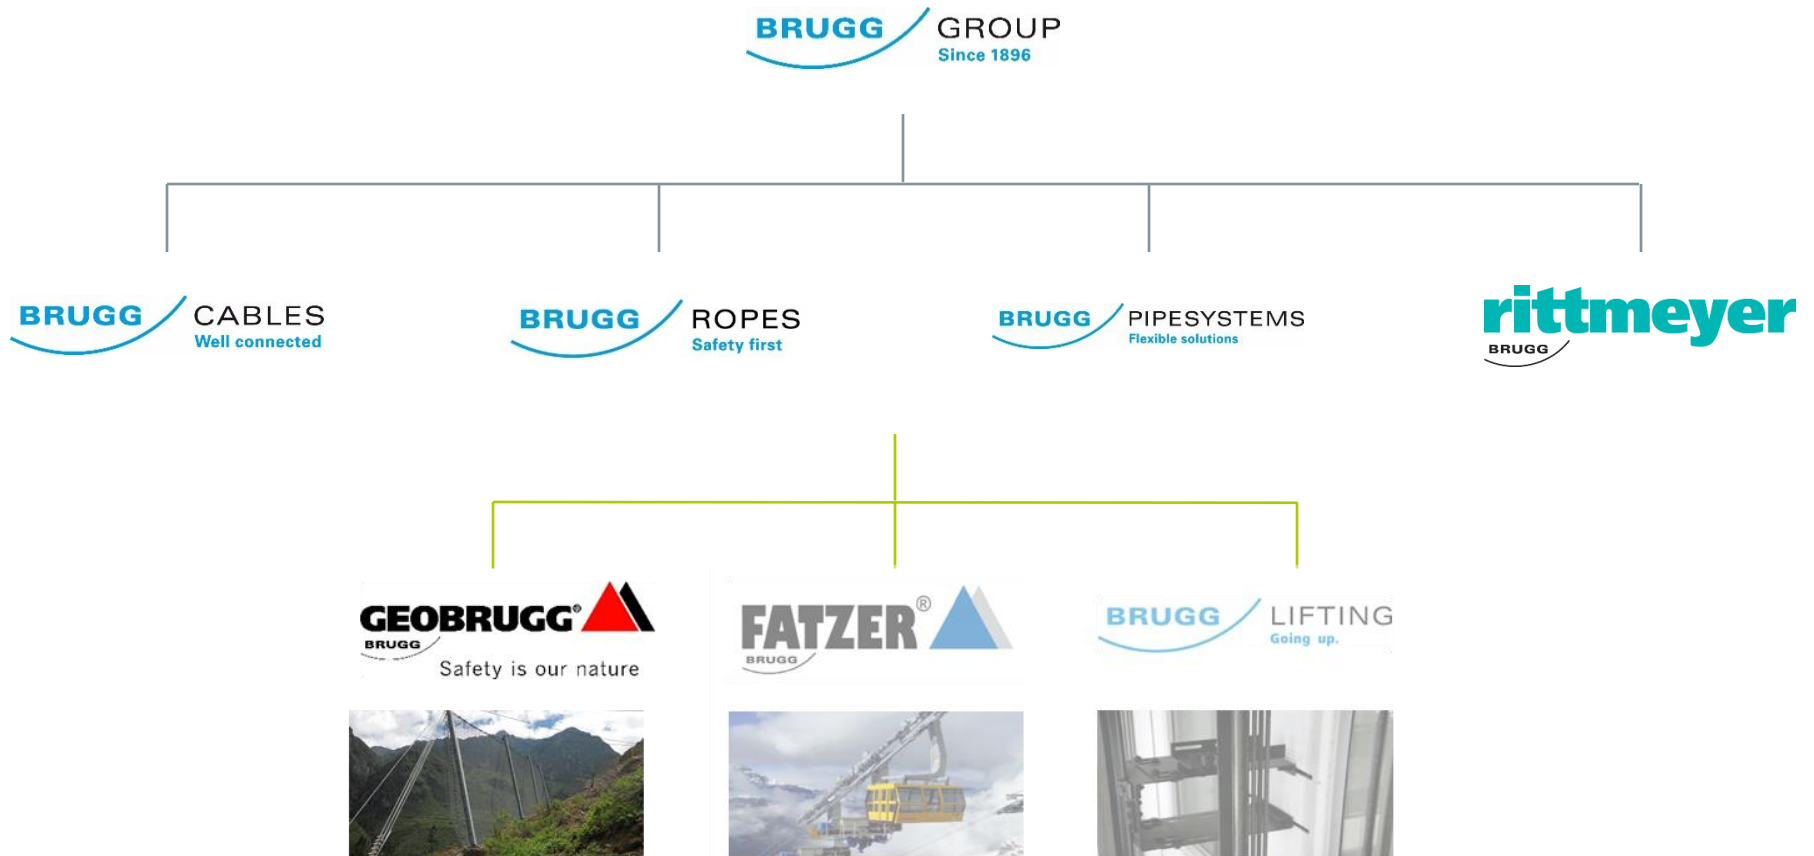 BRUGG GROUP
Since 1896
BRUGG CABLES
Well connected
BRUGG ROPES
Safety first
BRUGG PIPESYSTEMS
Flexible solutions
rittmeyer
BRUGG
GEOBRUGG®
BRUGG
Safety is our nature
FATZER®
BRUGG
BRUGG LIFTING
Going up.